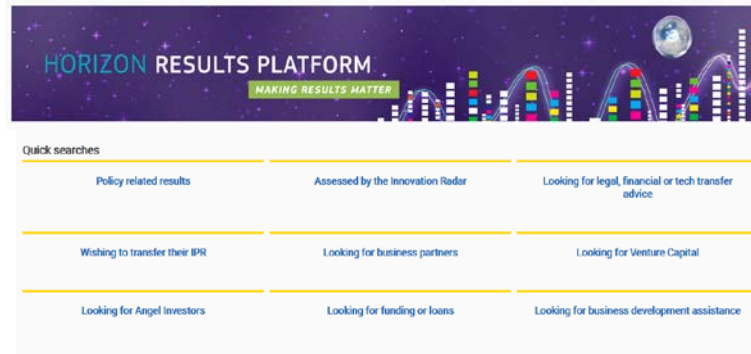 HORIZON RESULTS PLATFORM
MAKING RESULTS MATTER
Quick searches
Policy related results
Assessed by the Innovation Radar
Looking for legal, financial or tech transfer
advice
Wishing to transfer their IPR
Looking for business partners
Looking for Venture Capital
Looking for Angel Investors
Looking for funding or loans
Looking for business development assistance